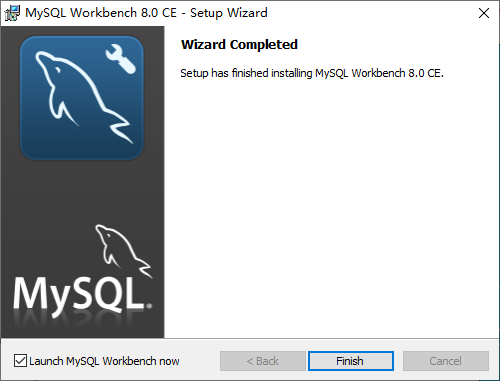 MySQL Workbench 8.0 CE - Setup Wizard
Wizard Completed
Setup has finished installing MySQL Workbench 8.0 CE.
MySQL®
Launch MySQL Workbench now
< Back
Finish
Cancel